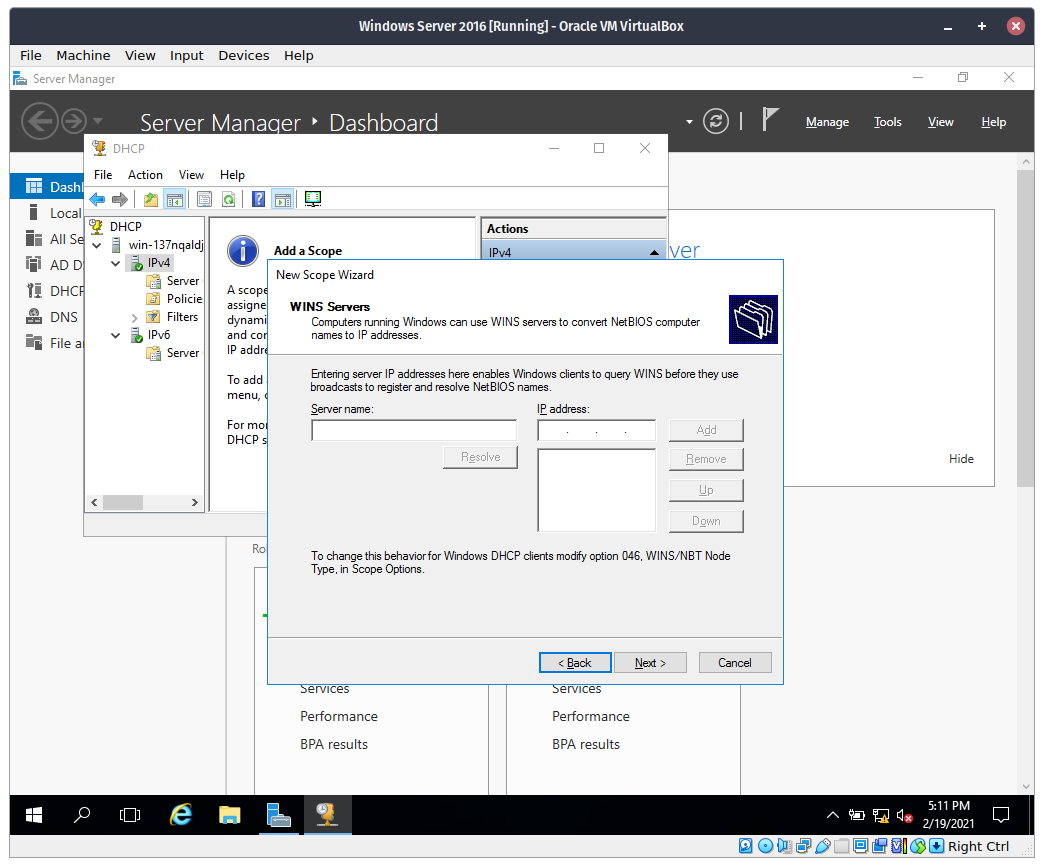 Windows Server 2016 [Running] - Oracle VM VirtualBox
File Machine View Input Devices Help
Server Manager
Server Manager • Dashboard
Manage Tools View Help
DHCP
File Action View Help
Dashl
Local
All Se
AD D
DHCP
DNS
File a
DHCP
win-137nqaldj
IPv4
Server
Policie
Filters
IPv6
Server
Add a Scope
A scope
assigne
dynami
and cor
IP addre
To add
menu, c
For mor
DHCP s
Actions
IPv4
ver
Hide
New Scope Wizard
WINS Servers
Computers running Windows can use WINS servers to convert NetBIOS computer
names to IP addresses.
Entering server IP addresses here enables Windows clients to query WINS before they use
broadcasts to register and resolve NetBIOS names.
Server name: IP address:
Add
Resolve Remove
Up
Down
To change this behavior for Windows DHCP clients modify option 046, WINS/NBT Node
Type, in Scope Options.
< Back Next > Cancel
Rol
Services Services
Performance Performance
BPA results BPA results
5:11 PM
2/19/2021
Right Ctrl